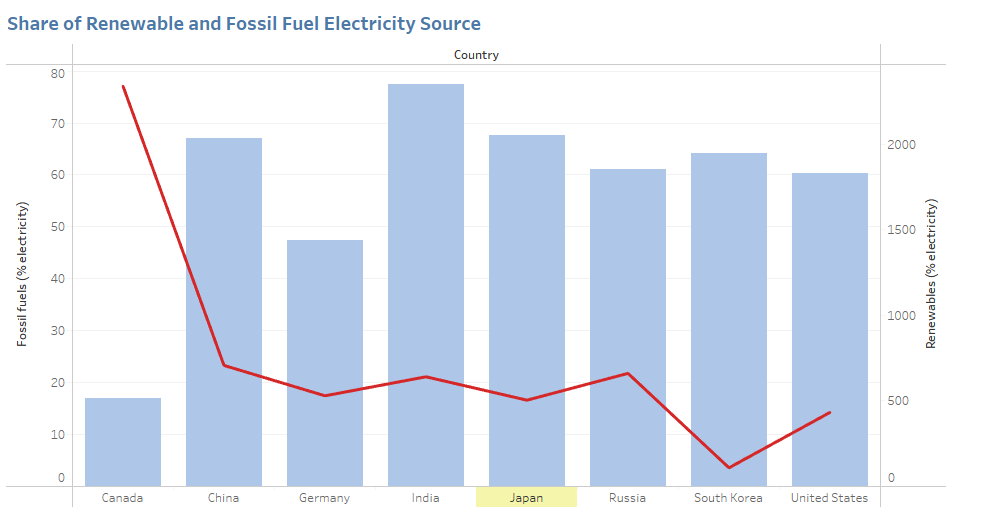 Share of Renewable and Fossil Fuel Electricity Source
Country
Fossil fuels (% electricity)
80
70
60
50
40
30
20
10
0
2000
1500
1000
500
0
Renewables (% electricity)
Canada
China
Germany
India
Japan
Russia
South Korea
United States